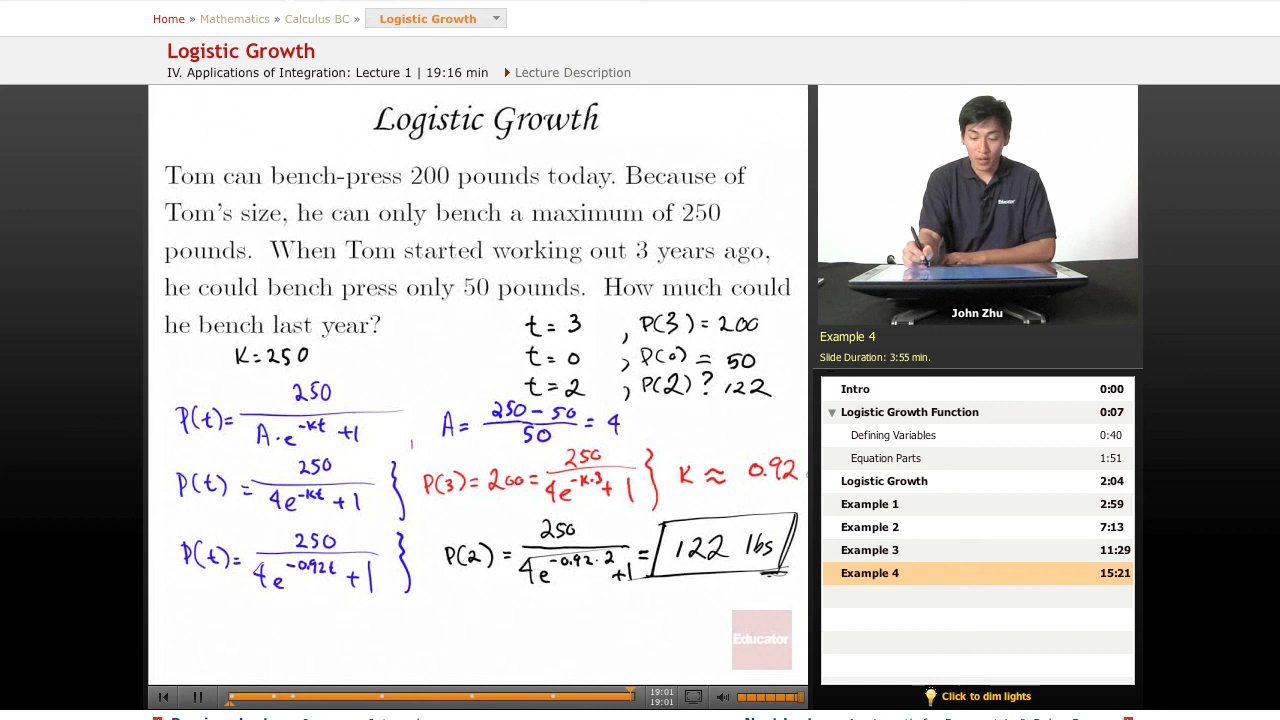 Home » Mathematics » Calculus BC » Logistic Growth
Logistic Growth
IV. Applications of Integration: Lecture 1 | 19:16 min Lecture Description
Logistic Growth
Tom can bench-press 200 pounds today. Because of
Tom's size, he can only bench a maximum of 250
pounds. When Tom started working out 3 years ago,
he could bench press only 50 pounds. How much could
he bench last year?
t = 3 , P(3) = 200
K = 250
t = 0 , P(0) = 50
t = 2 , P(2) ? 122
P(t) = 250 / A·e^-kt + 1
A = 250 - 50 / 50 = 4
P(t) = 250 / 4e^-kt + 1 }
P(3) = 200 = 250 / 4e^-k·3 + 1 } K ≈ 0.92
P(t) = 250 / 4e^-0.92t + 1 }
P(2) = 250 / 4e^-0.92·2 + 1 = 122 lbs
Educator
19:01
19:01
Educator
John Zhu
Example 4
Slide Duration: 3:55 min.
Intro 0:00
Logistic Growth Function 0:07
Defining Variables 0:40
Equation Parts 1:51
Logistic Growth 2:04
Example 1 2:59
Example 2 7:13
Example 3 11:29
Example 4 15:21
Click to dim lights